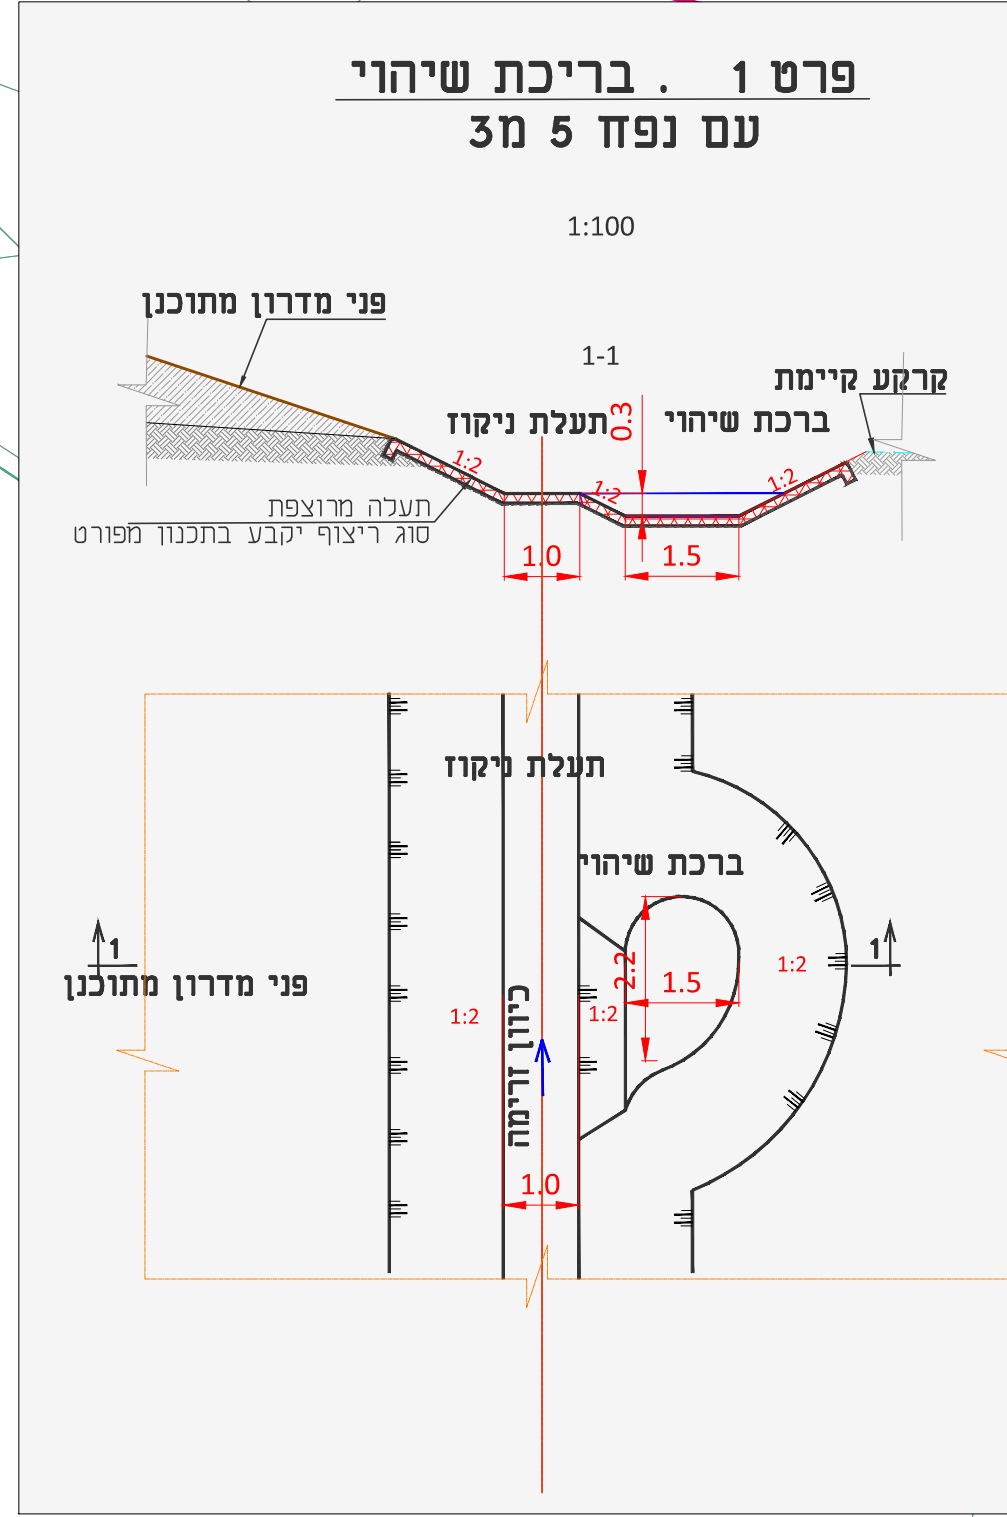 פרט 1 . בריכת שיהוי
עם נפח 5 מ3
1:100
פני מדרון מתוכנן
1-1
קרקע קיימת
תעלת ניקוז
0.3
ברכת שיהוי
1:2
1:2
1:2
תעלה מרוצפת
סוג ריצוף יקבע בתכנון מפורט
1.0
1.5
תעלת ניקוז
ברכת שיהוי
1
1
פני מדרון מתוכנן
2.2
1.5
1:2
1:2
1:2
כיוון זרימה
1.0